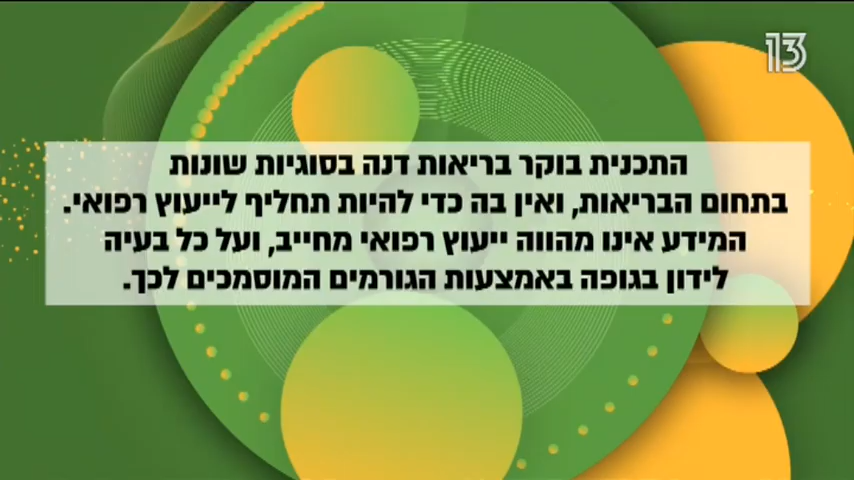 13
התכנית בוקר בריאות דנה בסוגיות שונות
בתחום הבריאות, ואין בה כדי להיות תחליף לייעוץ רפואי.
המידע אינו מהווה ייעוץ רפואי מחייב, ועל כל בעיה
לידון בגופה באמצעות הגורמים המוסמכים לכך.